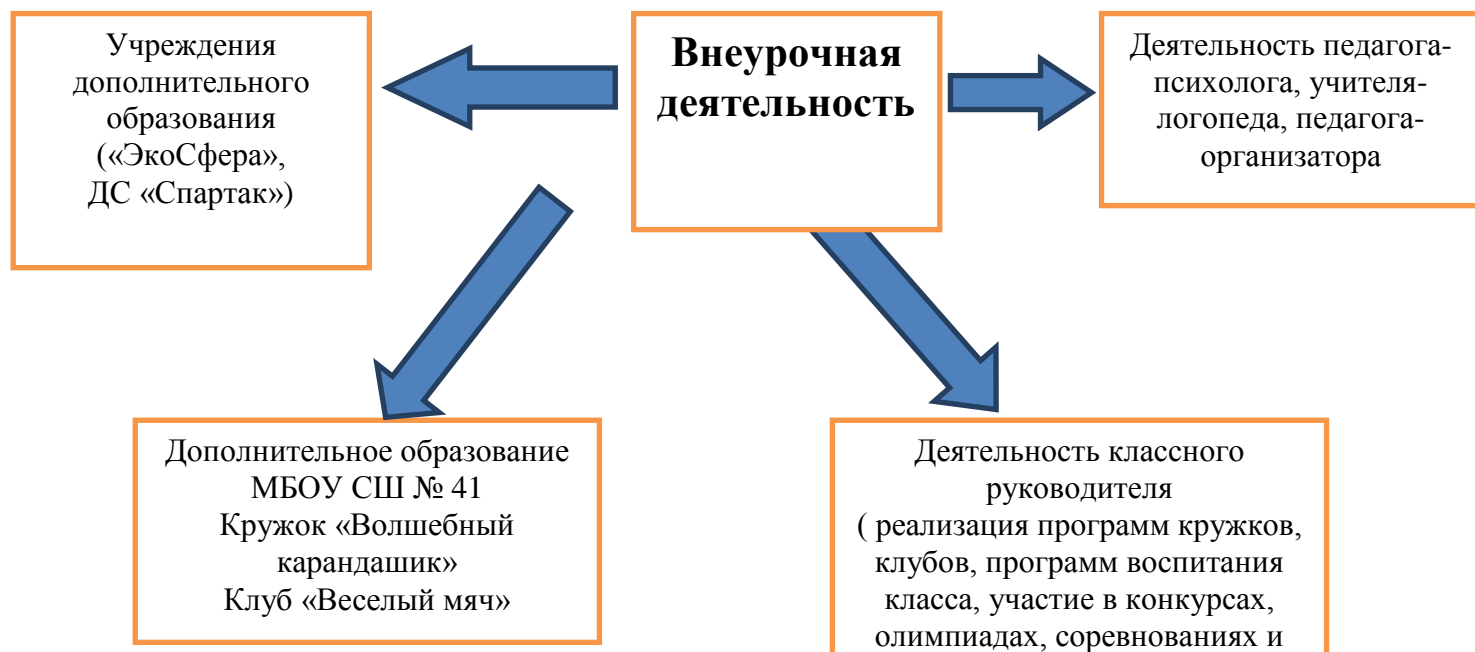 Учреждения
дополнительного
образования
(«ЭкоСфера»,
ДС «Спартак»)
Внеурочная
деятельность
Деятельность педагога-
психолога, учителя-
логопеда, педагога-
организатора
Дополнительное образование
МБОУ СШ № 41
Кружок «Волшебный
карандашик»
Клуб «Веселый мяч»
Деятельность классного
руководителя
( реализация программ кружков,
клубов, программ воспитания
класса, участие в конкурсах,
олимпиадах, соревнованиях и